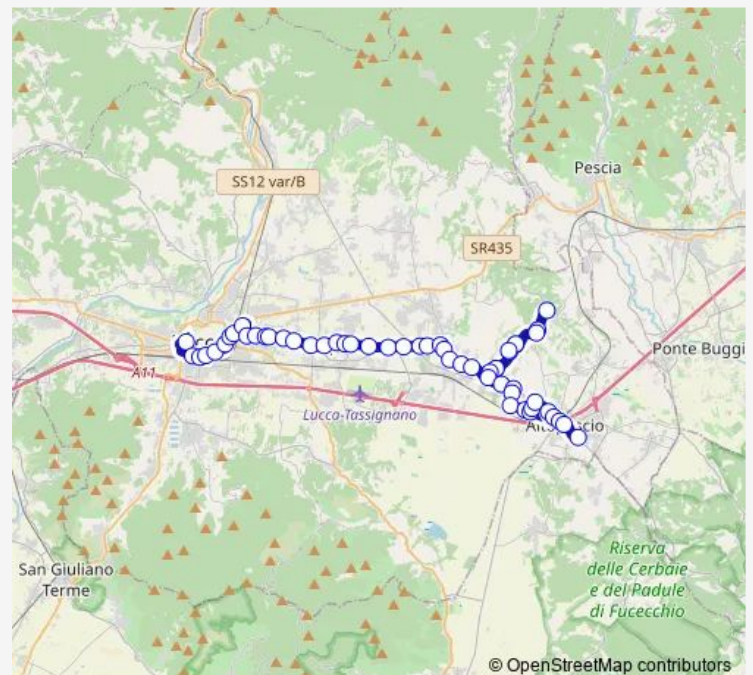 Pescia
SS12 var/B
SR435
Ponte Buggi
A11
Lucca-Tassignano
San Giuliano
Terme
Riserva
delle Cerbaie
e del Padule
di Fucecchio
© OpenStreetMap contributors